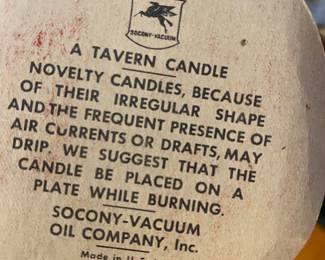 SOCONY-VACUUM
A TAVERN CANDLE
NOVELTY CANDLES, BECAUSE
OF THEIR IRREGULAR SHAPE
AND THE FREQUENT PRESENCE OF
AIR CURRENTS OR DRAFTS, MAY
DRIP. WE SUGGEST THAT THE
CANDLE BE PLACED ON A
PLATE WHILE BURNING.
SOCONY-VACUUM
OIL COMPANY, Inc.
Made in U.S.